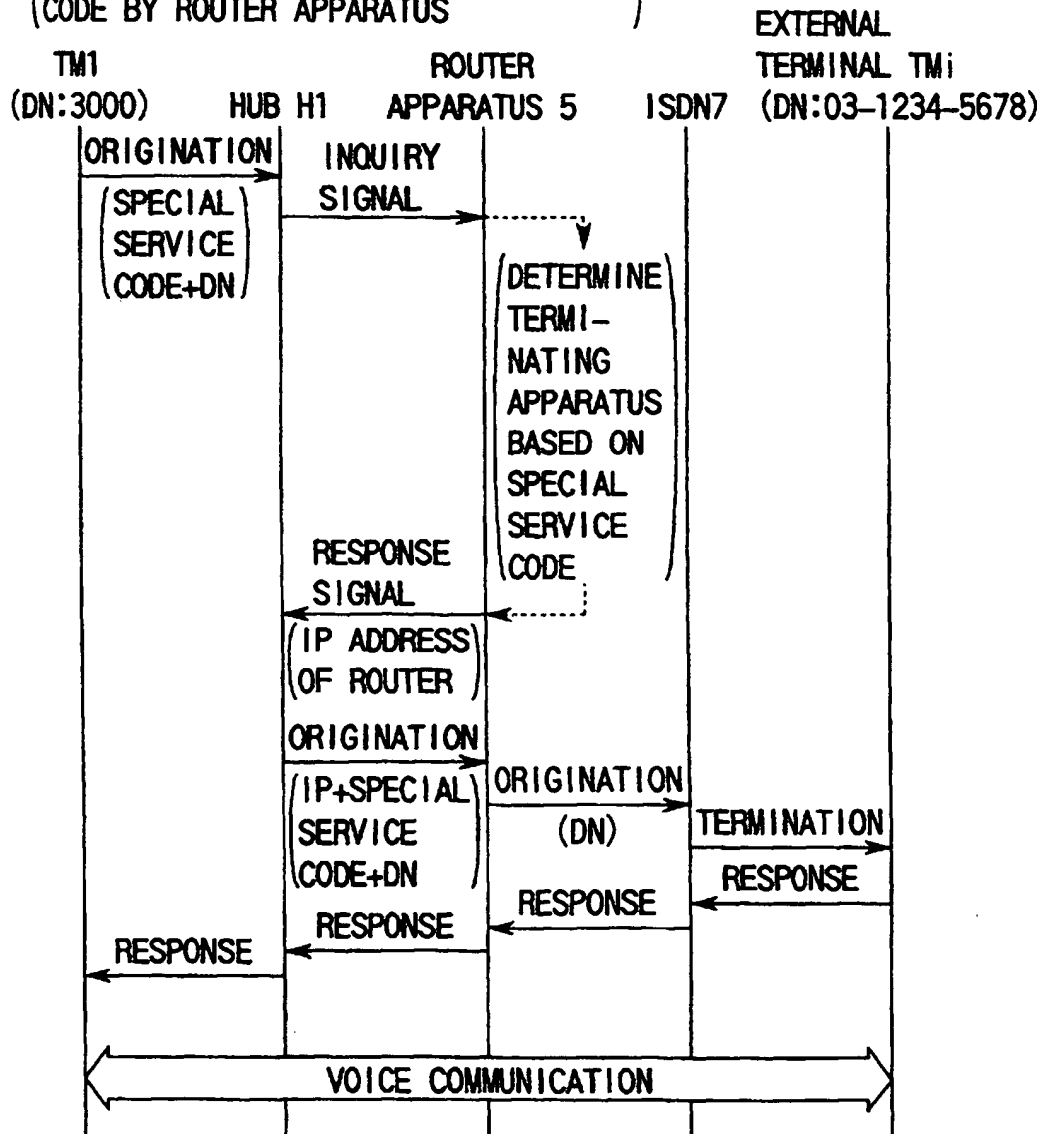 (CODE BY ROUTER APPARATUS )
EXTERNAL
TM1 ROUTER TERMINAL TMi
(DN:3000) HUB H1 APPARATUS 5 ISDN7 (DN:03-1234-5678)
ORIGINATION
(SPECIAL
SERVICE
CODE+DN)
INQUIRY
SIGNAL
(DETERMINE
TERMI-
NATING
APPARATUS
BASED ON
SPECIAL
SERVICE
CODE)
RESPONSE
SIGNAL
(IP ADDRESS
OF ROUTER)
ORIGINATION
(IP+SPECIAL
SERVICE
CODE+DN)
ORIGINATION
(DN)
TERMINATION
RESPONSE
RESPONSE
RESPONSE
RESPONSE
VOICE COMMUNICATION